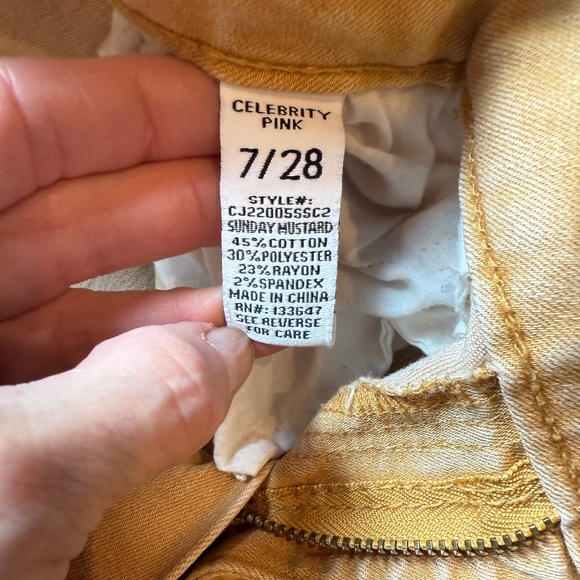 CELEBRITY
PINK
7/28
STYLE#:
CJ22005SSC2
SUNDAY MUSTARD
45%COTTON
30%POLYESTER
23%RAYON
2%SPANDEX
MADE IN CHINA
RN#: 133647
SEE REVERSE
FOR CARE